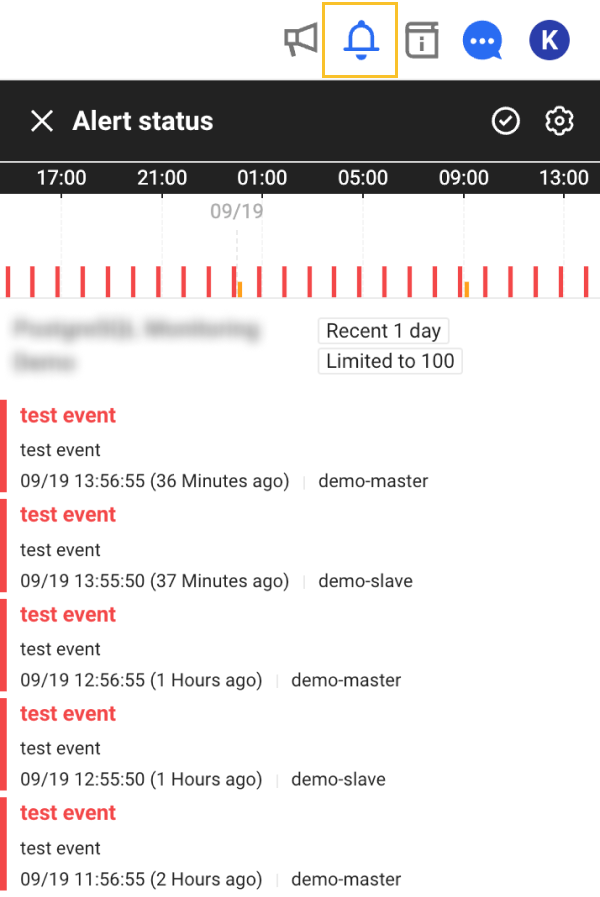 K
Alert status
17:00 21:00 01:00 05:00 09:00 13:00
09/19
Recent 1 day
Limited to 100
test event
test event
09/19 13:56:55 (36 Minutes ago) demo-master
test event
test event
09/19 13:55:50 (37 Minutes ago) demo-slave
test event
test event
09/19 12:56:55 (1 Hours ago) demo-master
test event
test event
09/19 12:55:50 (1 Hours ago) demo-slave
test event
test event
09/19 11:56:55 (2 Hours ago) demo-master